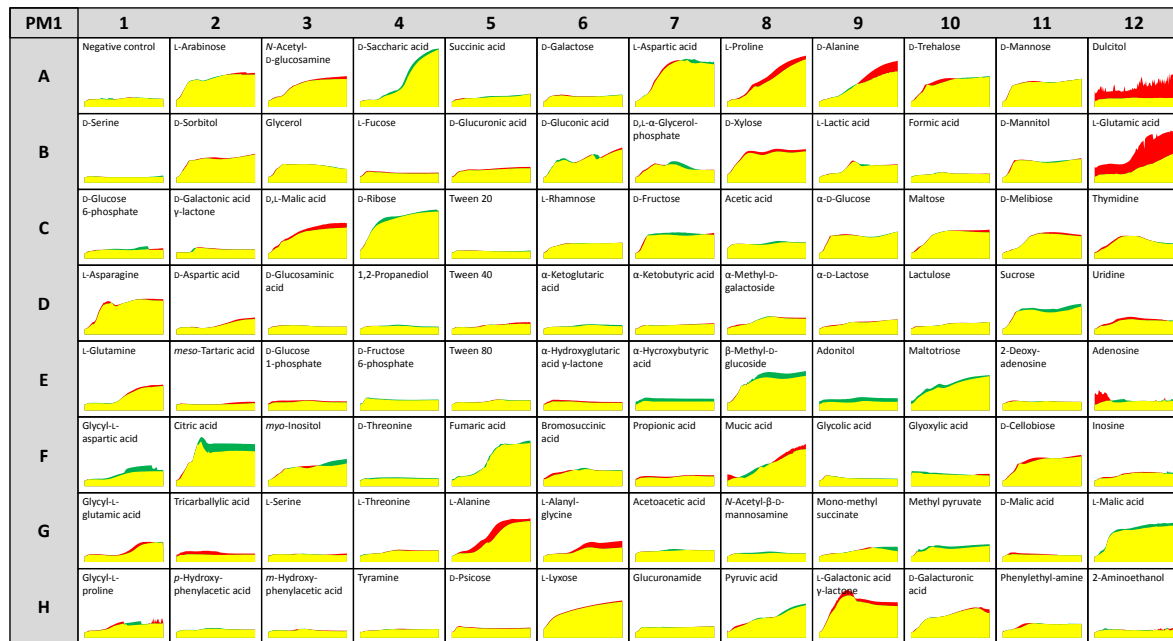 PM1 1 2 3 4 5 6 7 8 9 10 11 12
A
Negative control
L-Arabinose
N-Acetyl-
D-glucosamine
D-Saccharic acid
Succinic acid
D-Galactose
L-Aspartic acid
L-Proline
D-Alanine
D-Trehalose
D-Mannose
Dulcitol
B
D-Serine
D-Sorbitol
Glycerol
L-Fucose
D-Glucuronic acid
D-Gluconic acid
D,L-α-Glycerol-
phosphate
D-Xylose
L-Lactic acid
Formic acid
D-Mannitol
L-Glutamic acid
C
D-Glucose
6-phosphate
D-Galactonic acid
γ-lactone
D,L-Malic acid
D-Ribose
Tween 20
L-Rhamnose
D-Fructose
Acetic acid
α-D-Glucose
Maltose
D-Melibiose
Thymidine
D
L-Asparagine
D-Aspartic acid
D-Glucosaminic
acid
1,2-Propanediol
Tween 40
α-Ketoglutaric
acid
α-Ketobutyric acid
α-Methyl-D-
galactoside
α-D-Lactose
Lactulose
Sucrose
Uridine
E
L-Glutamine
meso-Tartaric acid
D-Glucose
1-phosphate
D-Fructose
6-phosphate
Tween 80
α-Hydroxyglutaric
acid γ-lactone
α-Hycroxybutyric
acid
β-Methyl-D-
glucoside
Adonitol
Maltotriose
2-Deoxy-
adenosine
Adenosine
F
Glycyl-L-
aspartic acid
Citric acid
myo-Inositol
D-Threonine
Fumaric acid
Bromosuccinic
acid
Propionic acid
Mucic acid
Glycolic acid
Glyoxylic acid
D-Cellobiose
Inosine
G
Glycyl-L-
glutamic acid
Tricarballylic acid
L-Serine
L-Threonine
L-Alanine
L-Alanyl-
glycine
Acetoacetic acid
N-Acetyl-β-D-
mannosamine
Mono-methyl
succinate
Methyl pyruvate
D-Malic acid
L-Malic acid
H
Glycyl-L-
proline
p-Hydroxy-
phenylacetic acid
m-Hydroxy-
phenylacetic acid
Tyramine
D-Psicose
L-Lyxose
Glucuronamide
Pyruvic acid
L-Galactonic acid
γ-lactone
D-Galacturonic
acid
Phenylethyl-amine
2-Aminoethanol